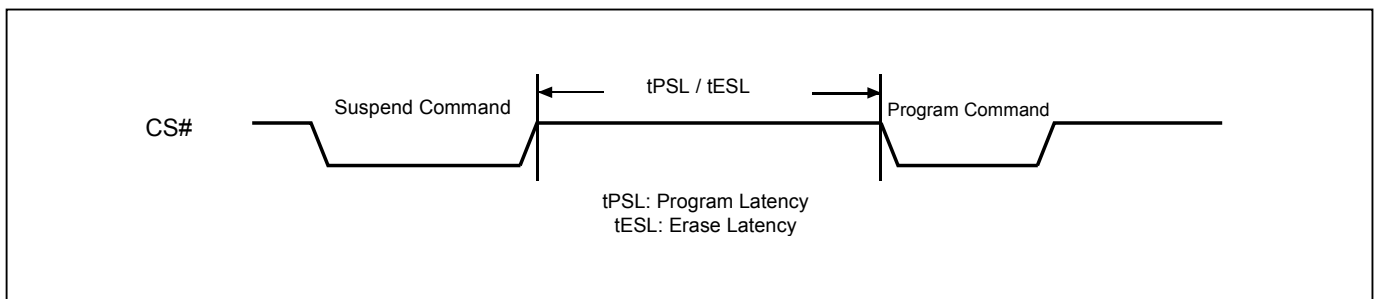 tPSL / tESL
Suspend Command
Program Command
CS#
tPSL: Program Latency
tESL: Erase Latency